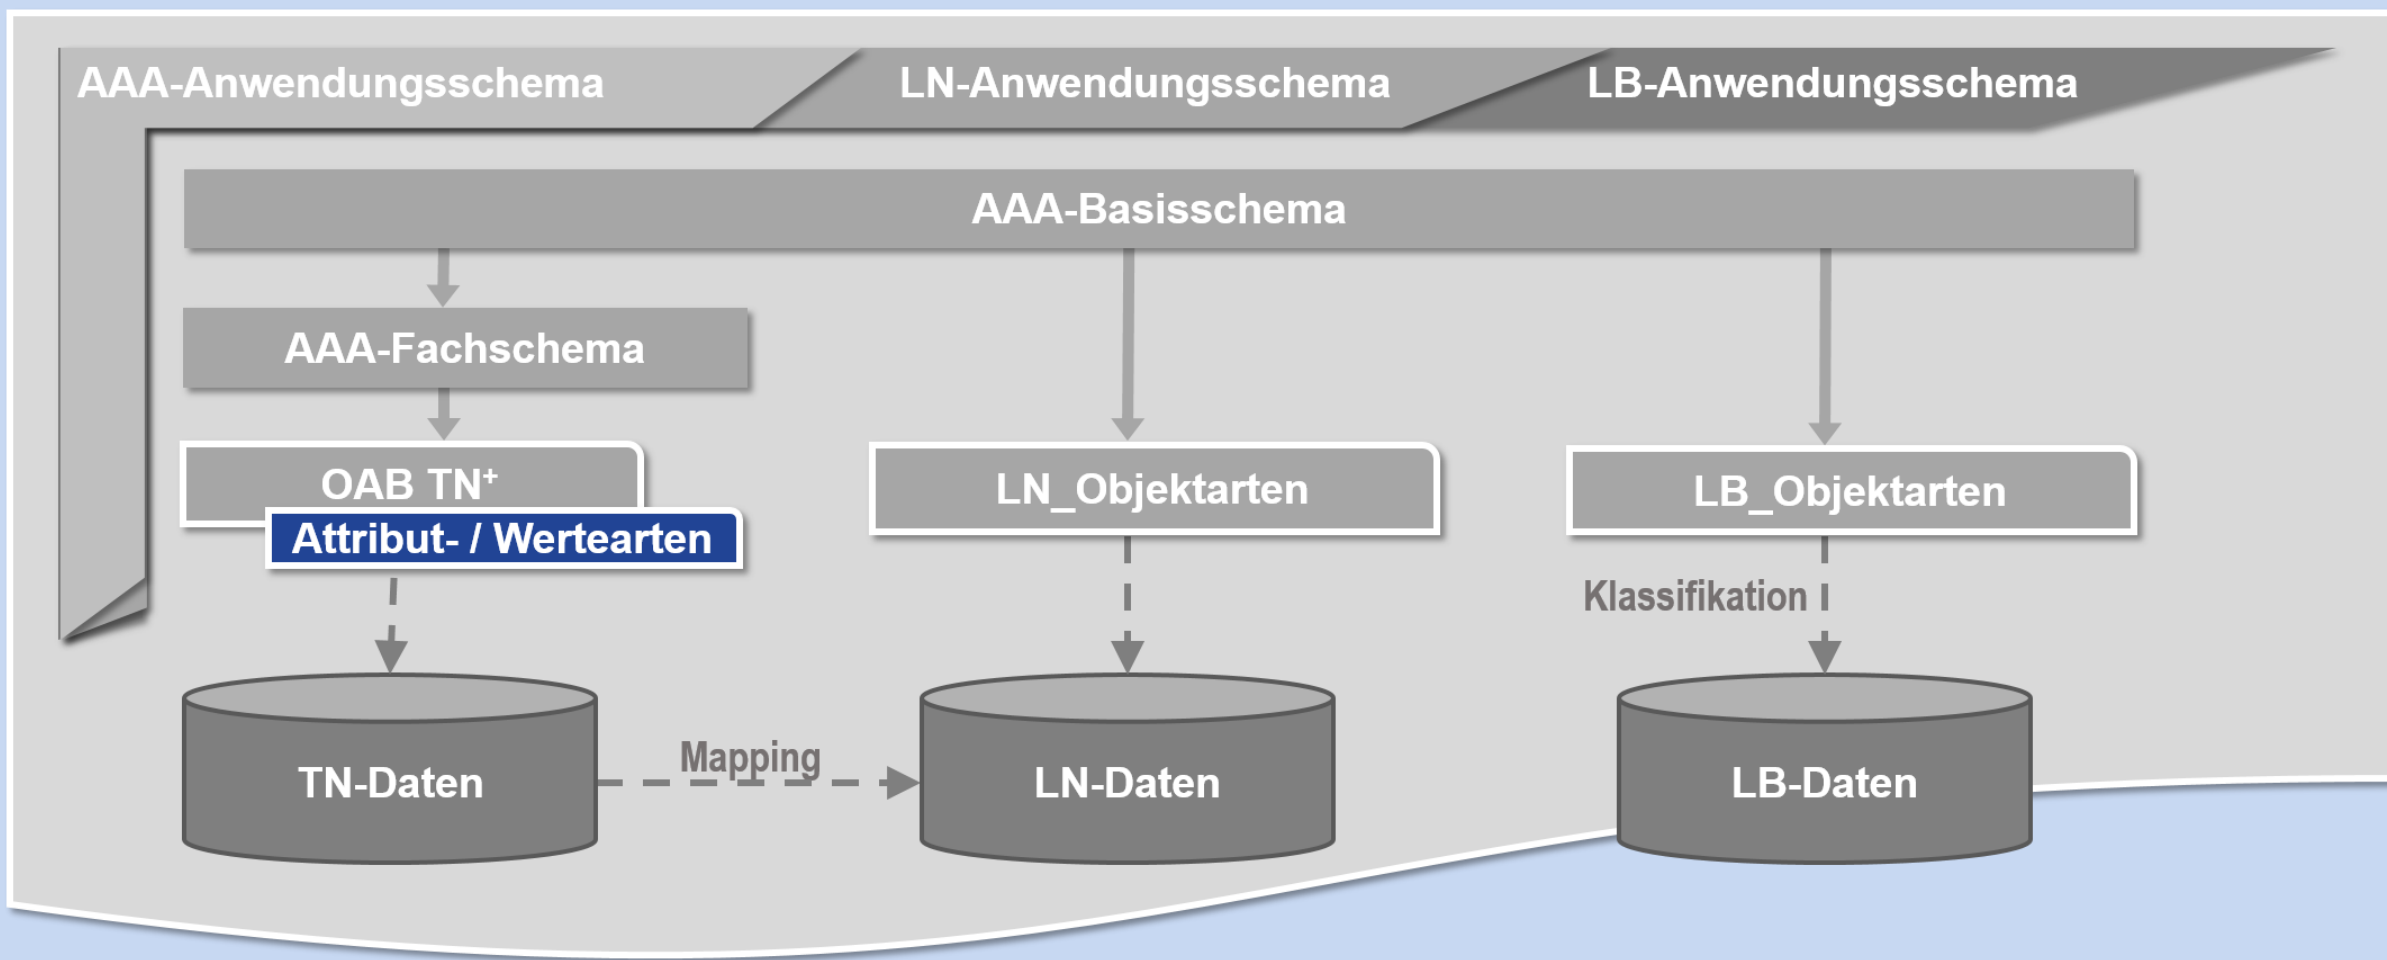 AAA-Anwendungsschema
LN-Anwendungsschema
LB-Anwendungsschema
AAA-Basisschema
AAA-Fachschema
OAB TN⁺
Attribut- / Wertearten
LN_Objektarten
LB_Objektarten
Klassifikation
Mapping
TN-Daten
LN-Daten
LB-Daten